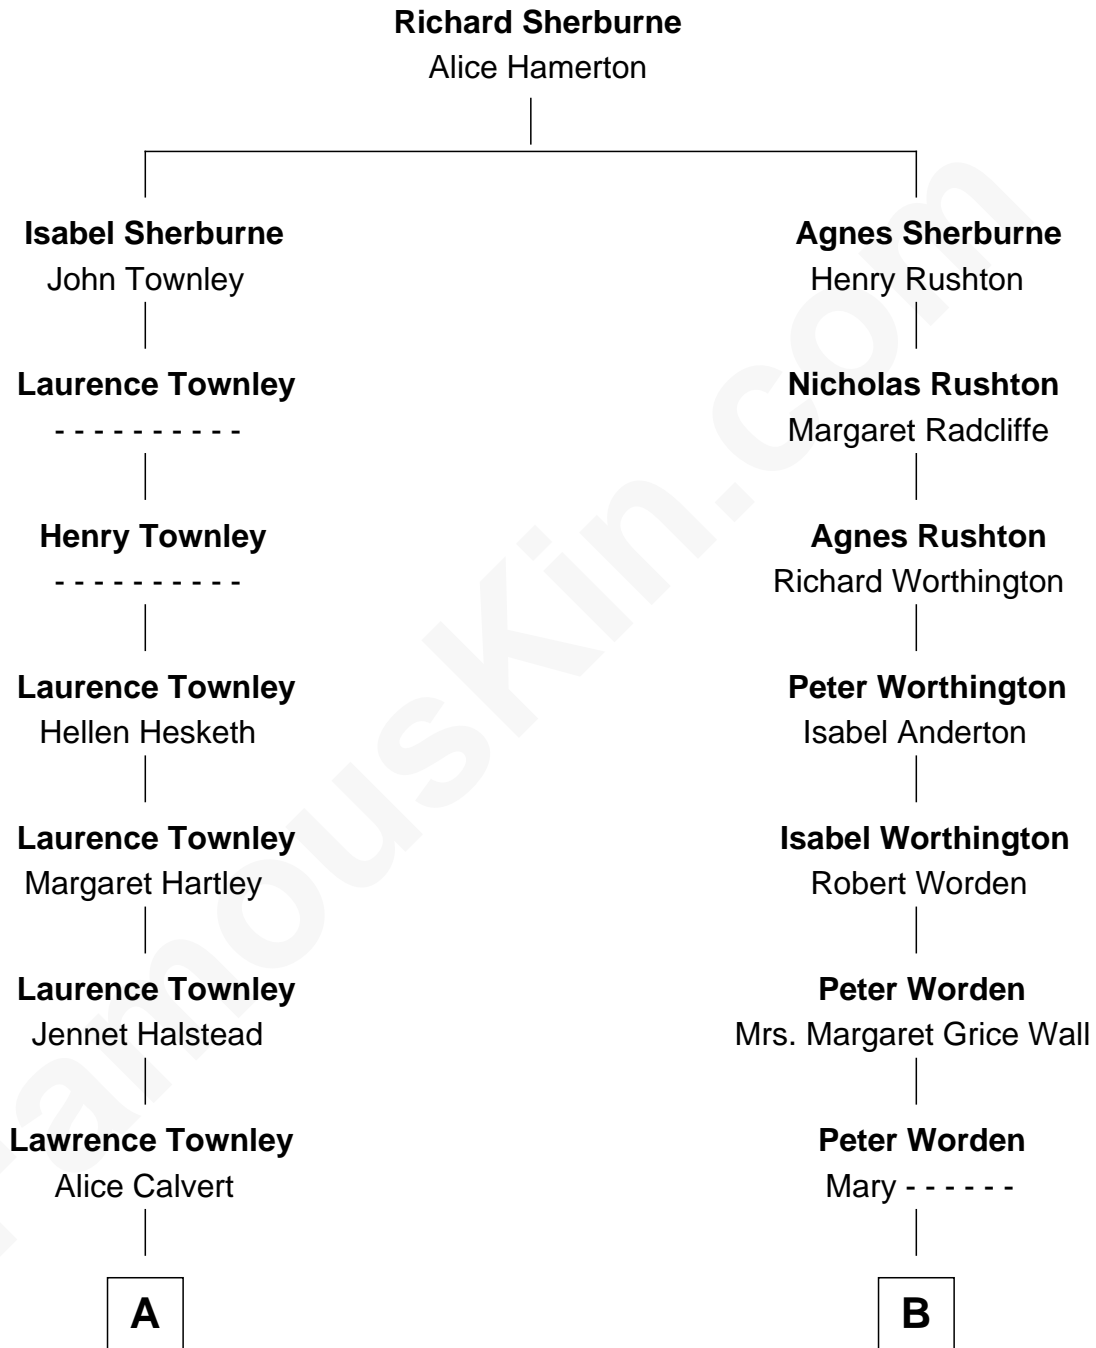 Richard Sherburne
Alice Hamerton
Isabel Sherburne
John Townley
Agnes Sherburne
Henry Rushton
Laurence Townley
- - - - - - - - - -
Nicholas Rushton
Margaret Radcliffe
Henry Townley
- - - - - - - - - -
Agnes Rushton
Richard Worthington
Laurence Townley
Hellen Hesketh
Peter Worthington
Isabel Anderton
Laurence Townley
Margaret Hartley
Isabel Worthington
Robert Worden
Laurence Townley
Jennet Halstead
Peter Worden
Mrs. Margaret Grice Wall
Lawrence Townley
Alice Calvert
Peter Worden
Mary - - - - - -
A
B
FamousKin.com